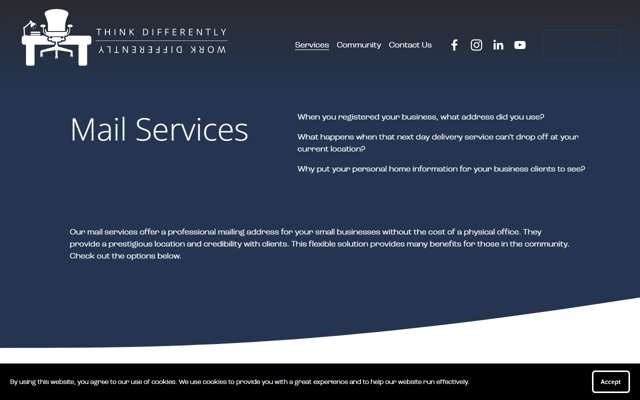 THINK DIFFERENTLY
WORK DIFFERENTLY
Services
Community
Contact Us
Mail Services
When you registered your business, what address did you use?
What happens when that next day delivery service can't drop off at your
current location?
Why put your personal home information for your business clients to see?
Our mail services offer a professional mailing address for your small businesses without the cost of a physical office. They
provide a prestigious location and credibility with clients. This flexible solution provides many benefits for those in the community.
Check out the options below.
By using this website, you agree to our use of cookies. We use cookies to provide you with a great experience and to help our website run effectively.
Accept